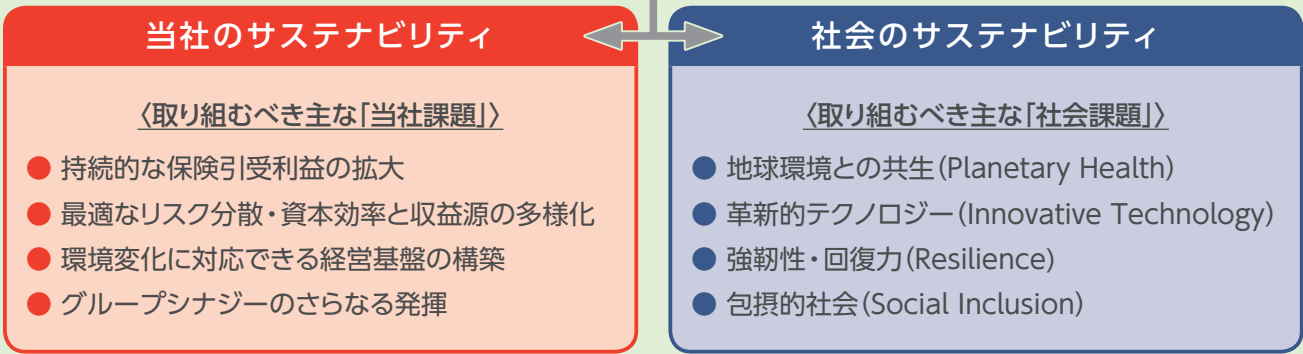 当社のサステナビリティ
〈取り組むべき主な「当社課題」〉
● 持続的な保険引受利益の拡大
● 最適なリスク分散・資本効率と収益源の多様化
● 環境変化に対応できる経営基盤の構築
● グループシナジーのさらなる発揮
社会のサステナビリティ
〈取り組むべき主な「社会課題」〉
● 地球環境との共生(Planetary Health)
● 革新的テクノロジー(Innovative Technology)
● 強靭性・回復力(Resilience)
● 包摂的社会(Social Inclusion)